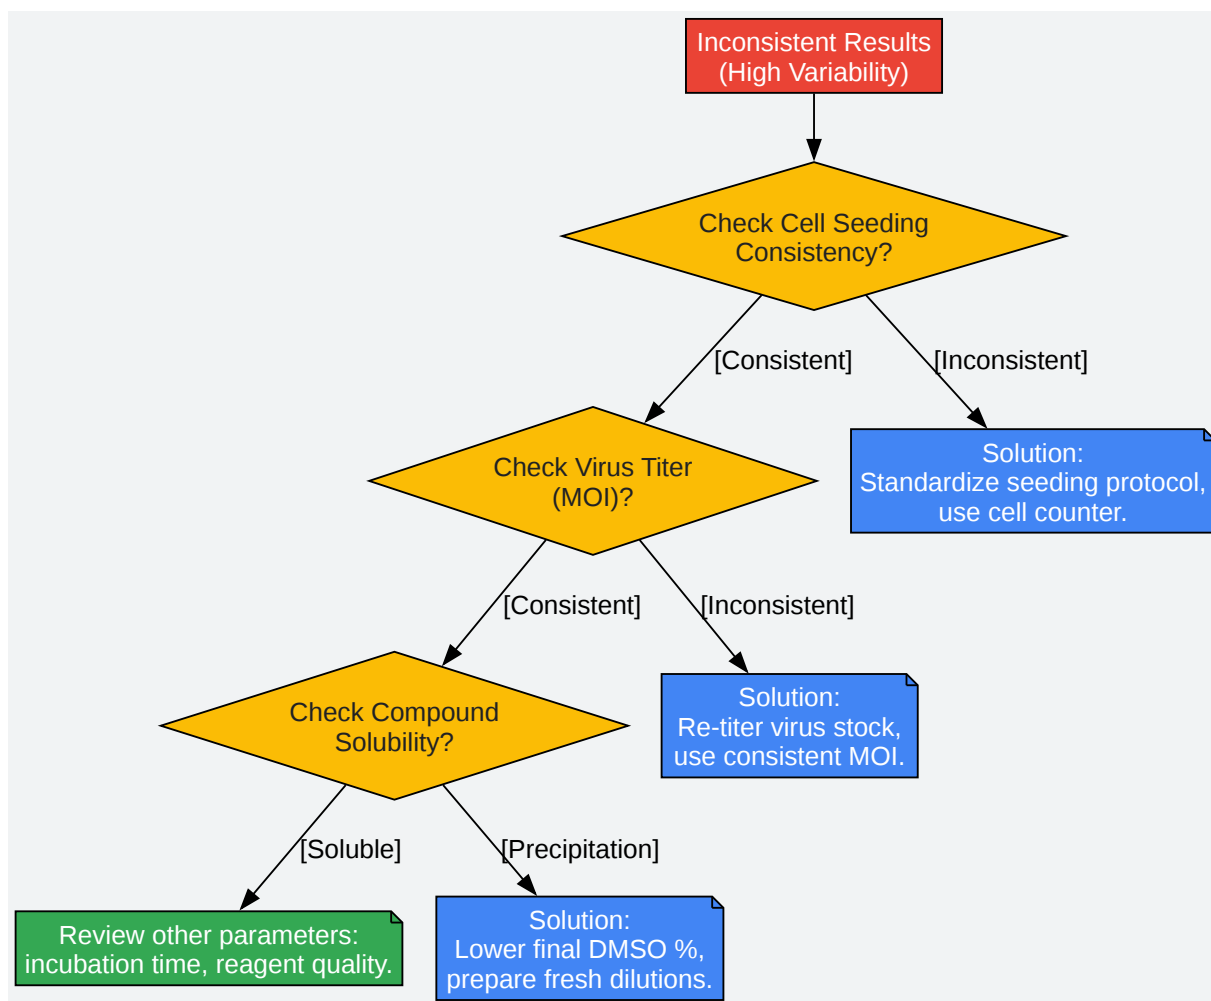 Inconsistent Results
(High Variability)
Check Cell Seeding
Consistency?
[Consistent]
[Inconsistent]
Check Virus Titer
(MOI)?
Solution:
Standardize seeding protocol,
use cell counter.
[Consistent]
[Inconsistent]
Check Compound
Solubility?
Solution:
Re-titer virus stock,
use consistent MOI.
[Soluble]
[Precipitation]
Review other parameters:
incubation time, reagent quality.
Solution:
Lower final DMSO %,
prepare fresh dilutions.